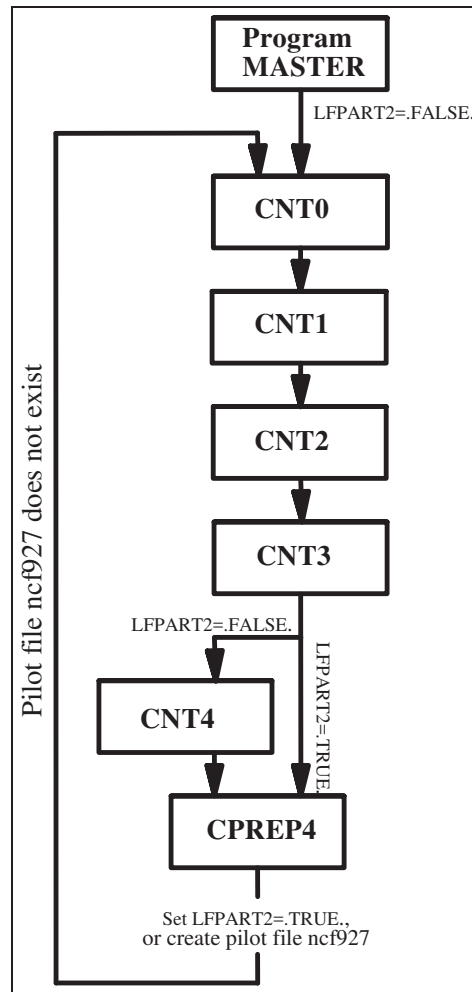 Program
MASTER
LFPART2=.FALSE.
CNT0
CNT1
CNT2
CNT3
LFPART2=.FALSE.
LFPART2=.TRUE.
CNT4
CPREP4
Set LFPART2=.TRUE.,
or create pilot file ncf927
Pilot file ncf927 does not exist